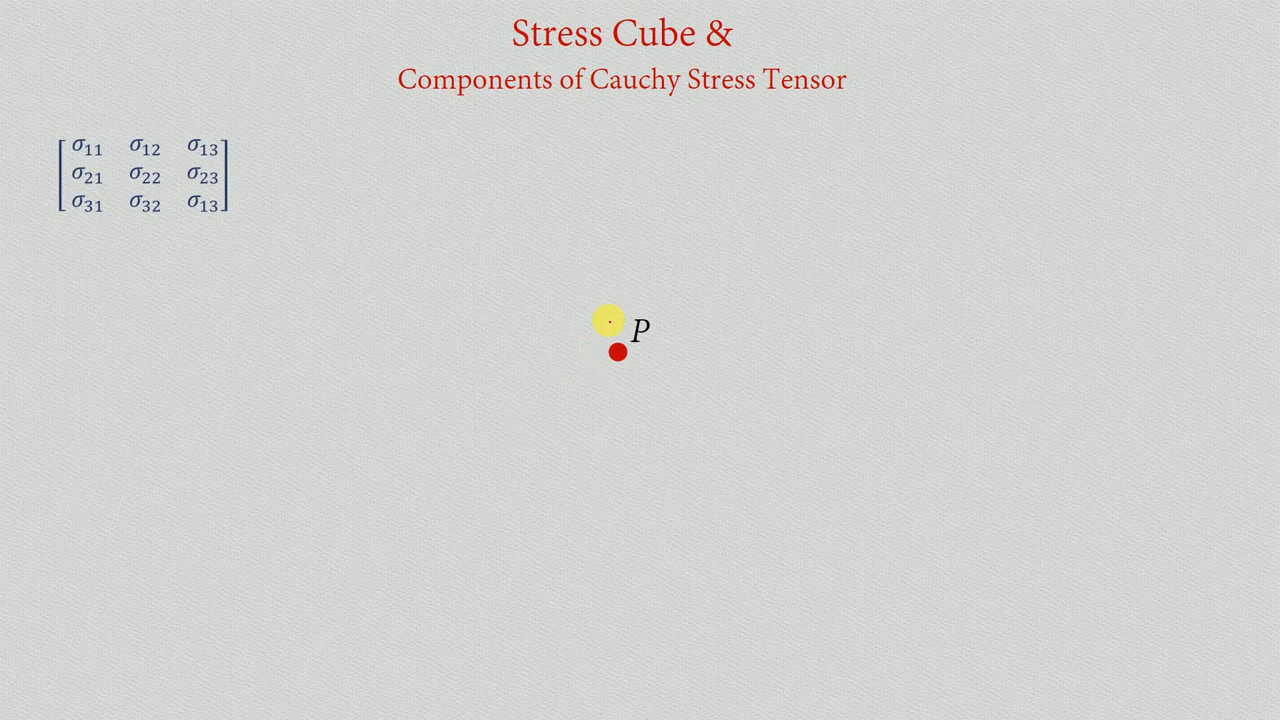 Stress Cube &
Components of Cauchy Stress Tensor
σ₁₁ σ₁₂ σ₁₃
σ₂₁ σ₂₂ σ₂₃
σ₃₁ σ₃₂ σ₁₃
P